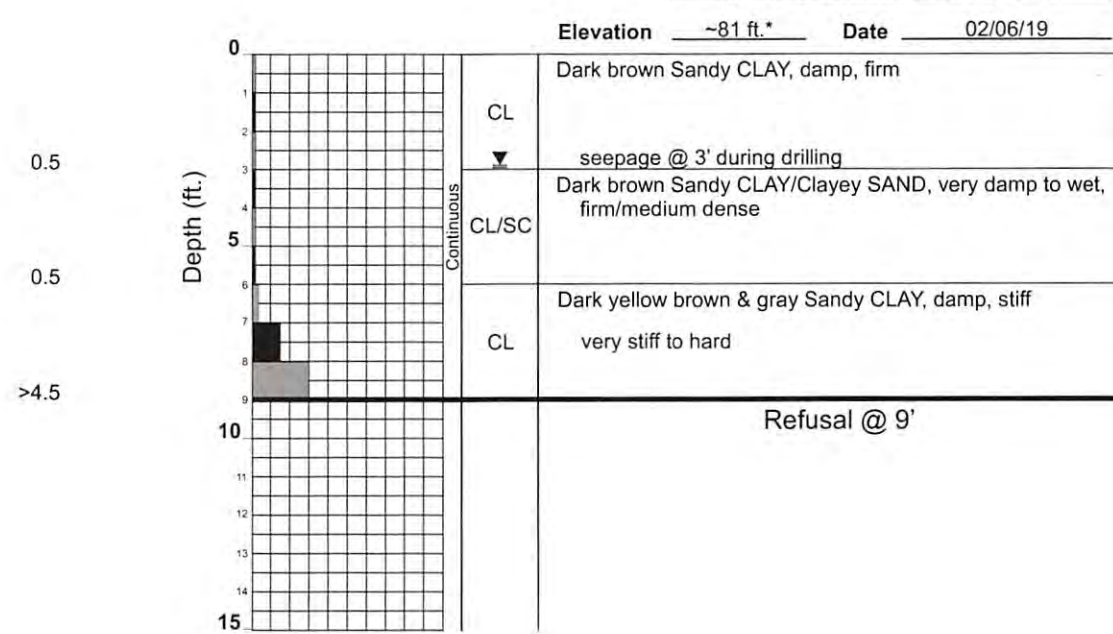 Elevation ~81 ft.* Date 02/06/19
0
Dark brown Sandy CLAY, damp, firm
1
CL
2
0.5
seepage @ 3' during drilling
3
Dark brown Sandy CLAY/Clayey SAND, very damp to wet,
firm/medium dense
4
CL/SC
Continuous
Depth (ft.)
5
0.5
6
Dark yellow brown & gray Sandy CLAY, damp, stiff
7
CL
very stiff to hard
8
>4.5
9
Refusal @ 9'
10
11
12
13
14
15